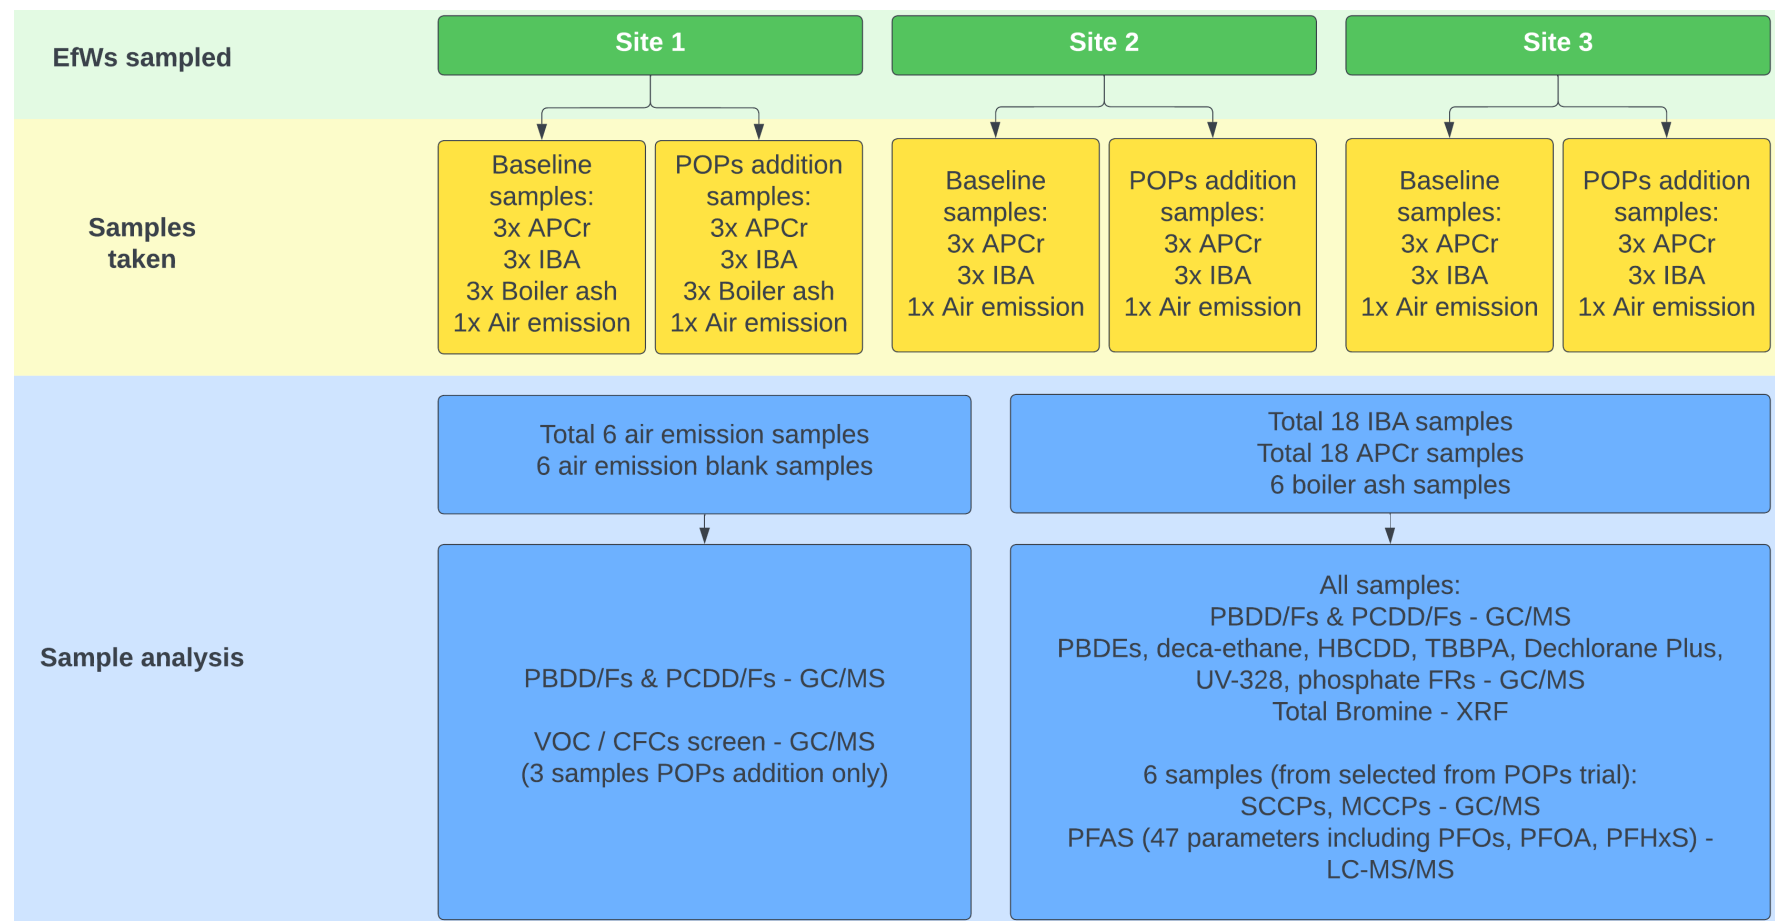 EfWs sampled
Site 1
Site 2
Site 3
Samples
taken
Baseline
samples:
3x APCr
3x IBA
3x Boiler ash
1x Air emission
POPs addition
samples:
3x APCr
3x IBA
3x Boiler ash
1x Air emission
Baseline
samples:
3x APCr
3x IBA
1x Air emission
POPs addition
samples:
3x APCr
3x IBA
1x Air emission
Baseline
samples:
3x APCr
3x IBA
1x Air emission
POPs addition
samples:
3x APCr
3x IBA
1x Air emission
Sample analysis
Total 6 air emission samples
6 air emission blank samples
Total 18 IBA samples
Total 18 APCr samples
6 boiler ash samples
PBDD/Fs & PCDD/Fs - GC/MS
VOC / CFCs screen - GC/MS
(3 samples POPs addition only)
All samples:
PBDD/Fs & PCDD/Fs - GC/MS
PBDEs, deca-ethane, HBCDD, TBBPA, Dechlorane Plus,
UV-328, phosphate FRs - GC/MS
Total Bromine - XRF
6 samples (from selected from POPs trial):
SCCPs, MCCPs - GC/MS
PFAS (47 parameters including PFOs, PFOA, PFHxS) -
LC-MS/MS